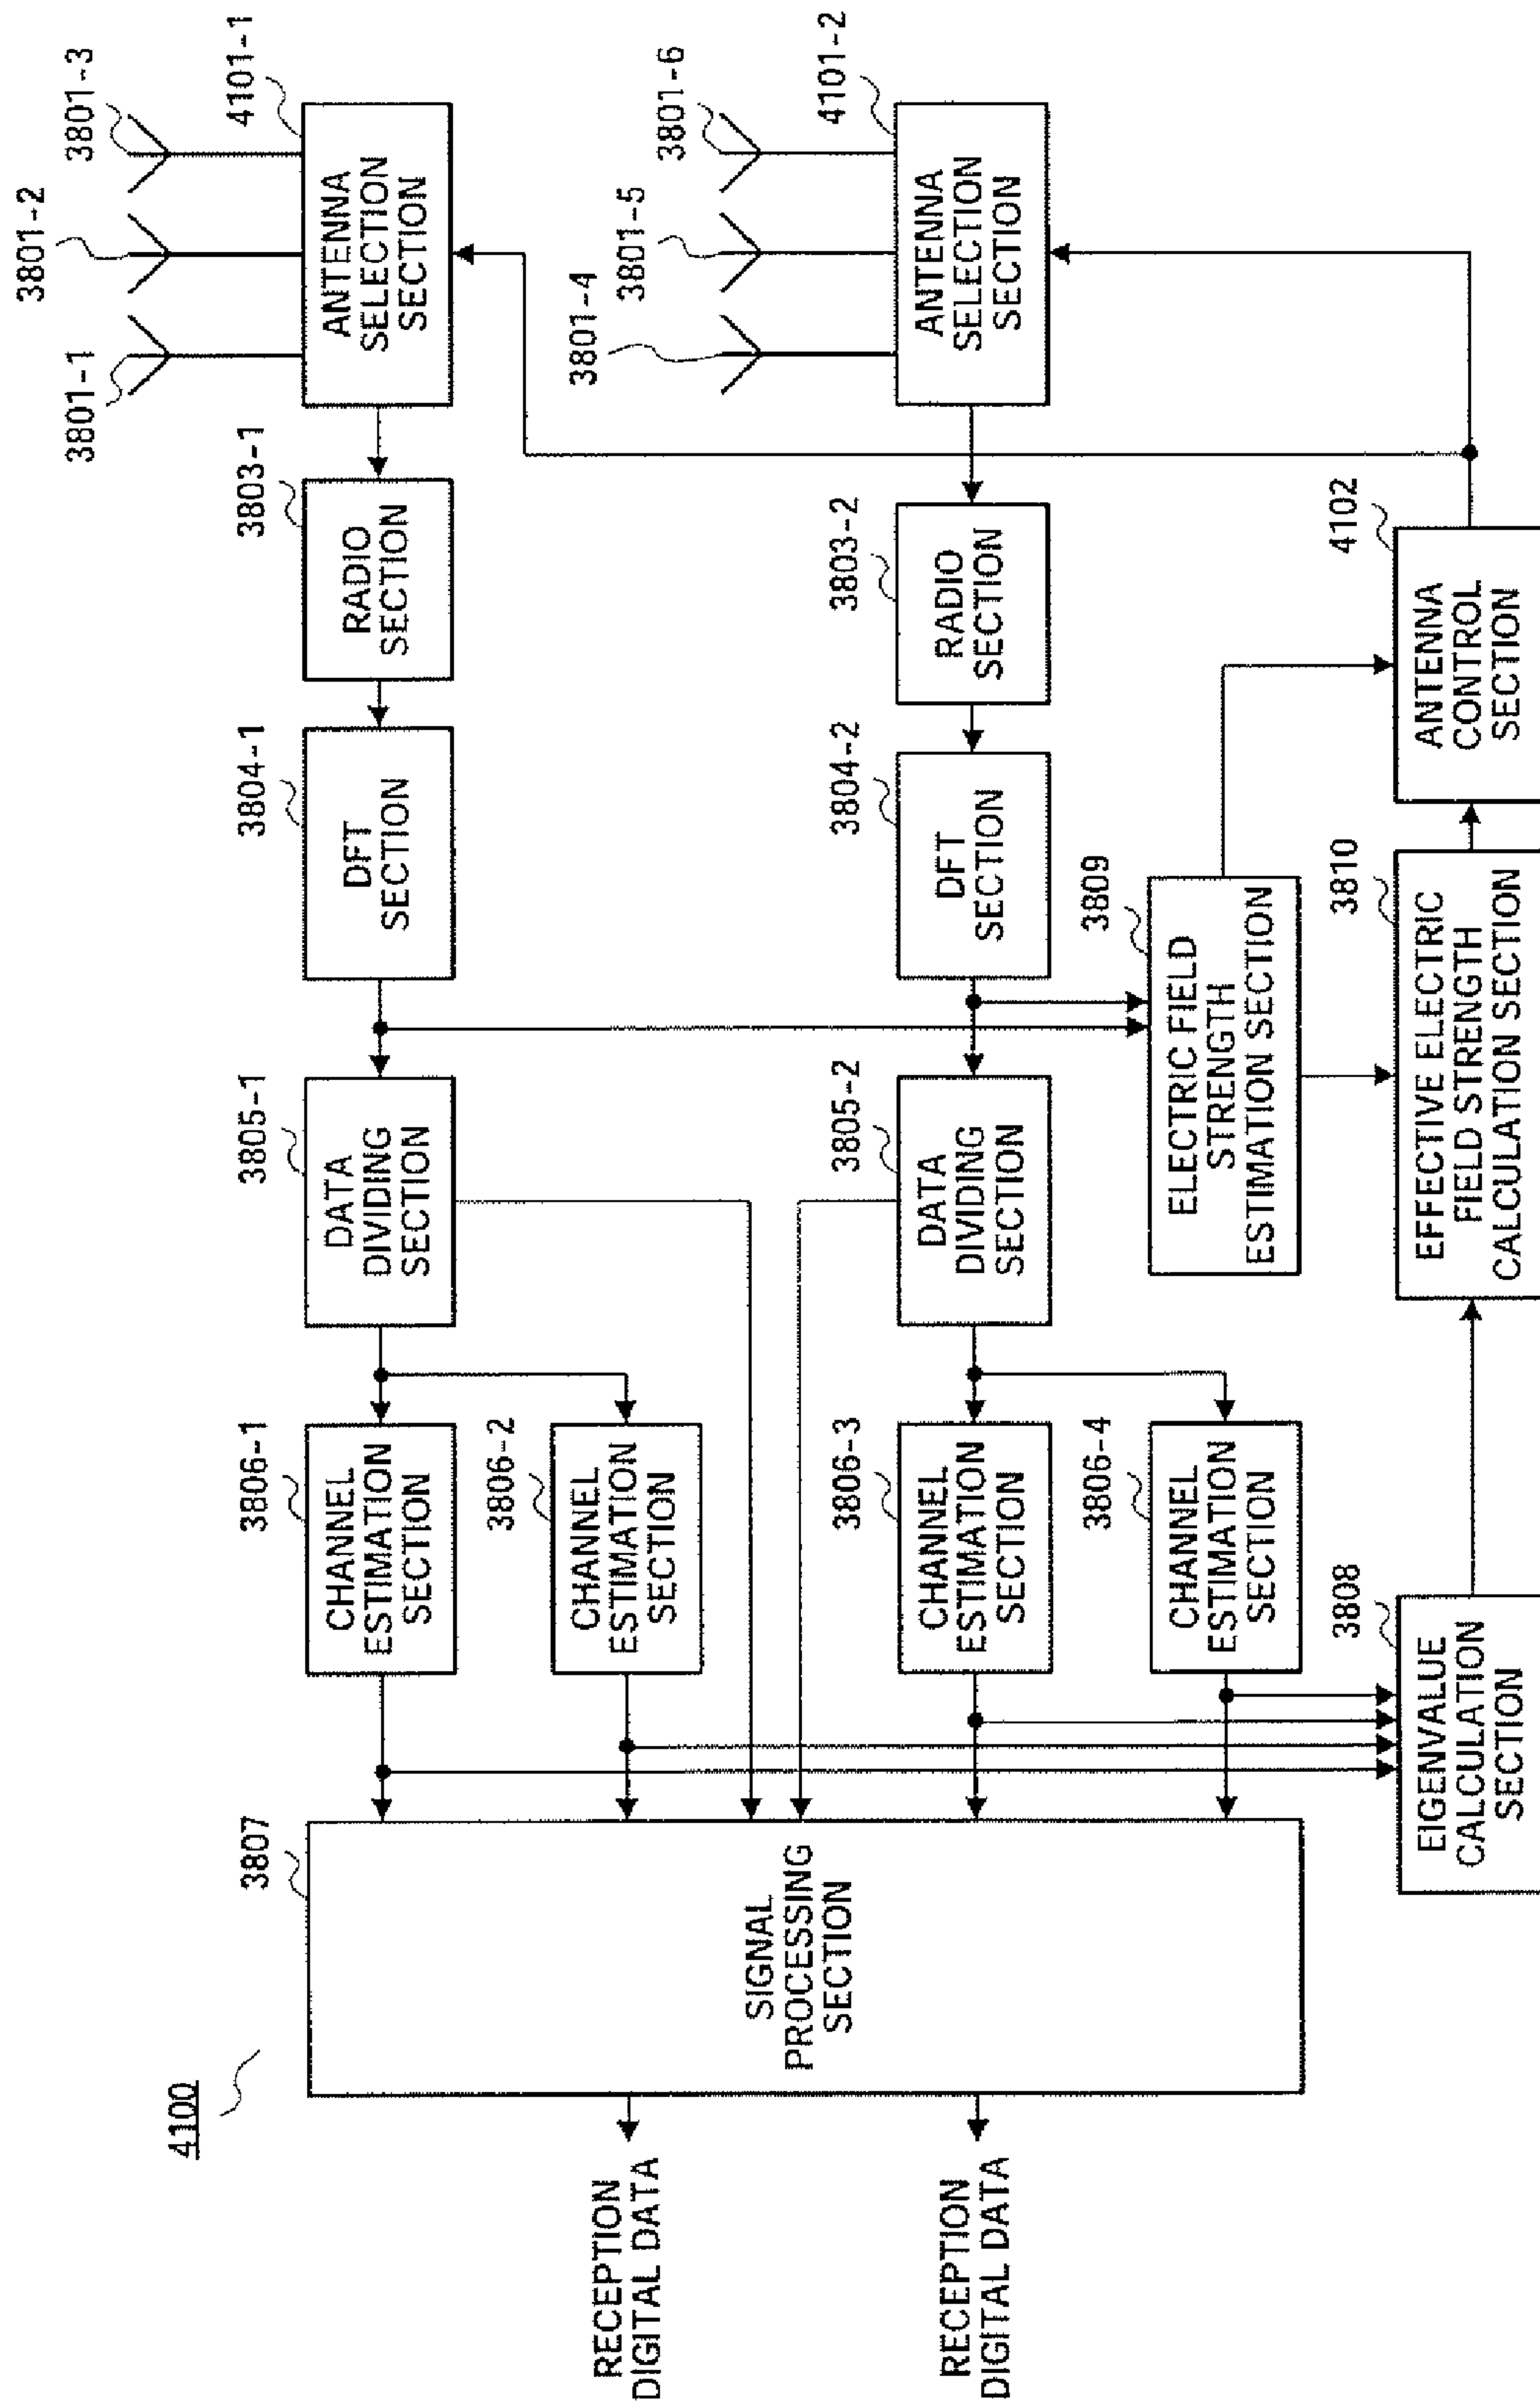 4100
3801-1
3801-2
3801-3
4101-1
ANTENNA
SELECTION
SECTION
3803-1
RADIO
SECTION
3804-1
DFT
SECTION
3805-1
DATA
DIVIDING
SECTION
3806-1
CHANNEL
ESTIMATION
SECTION
3806-2
CHANNEL
ESTIMATION
SECTION
3807
SIGNAL
PROCESSING
SECTION
RECEPTION
DIGITAL DATA
RECEPTION
DIGITAL DATA
3801-4
3801-5
3801-6
4101-2
ANTENNA
SELECTION
SECTION
3803-2
RADIO
SECTION
3804-2
DFT
SECTION
3805-2
DATA
DIVIDING
SECTION
3806-3
CHANNEL
ESTIMATION
SECTION
3806-4
CHANNEL
ESTIMATION
SECTION
3809
ELECTRIC FIELD
STRENGTH
ESTIMATION SECTION
3808
EIGENVALUE
CALCULATION
SECTION
3810
EFFECTIVE ELECTRIC
FIELD STRENGTH
CALCULATION SECTION
4102
ANTENNA
CONTROL
SECTION